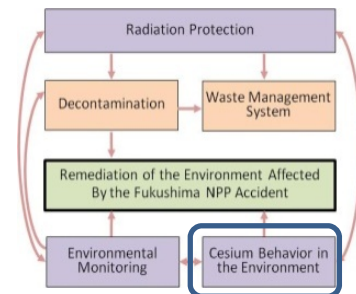 Radiation Protection
Decontamination
Waste Management
System
Remediation of the Environment Affected
By the Fukushima NPP Accident
Environmental
Monitoring
Cesium Behavior in
the Environment